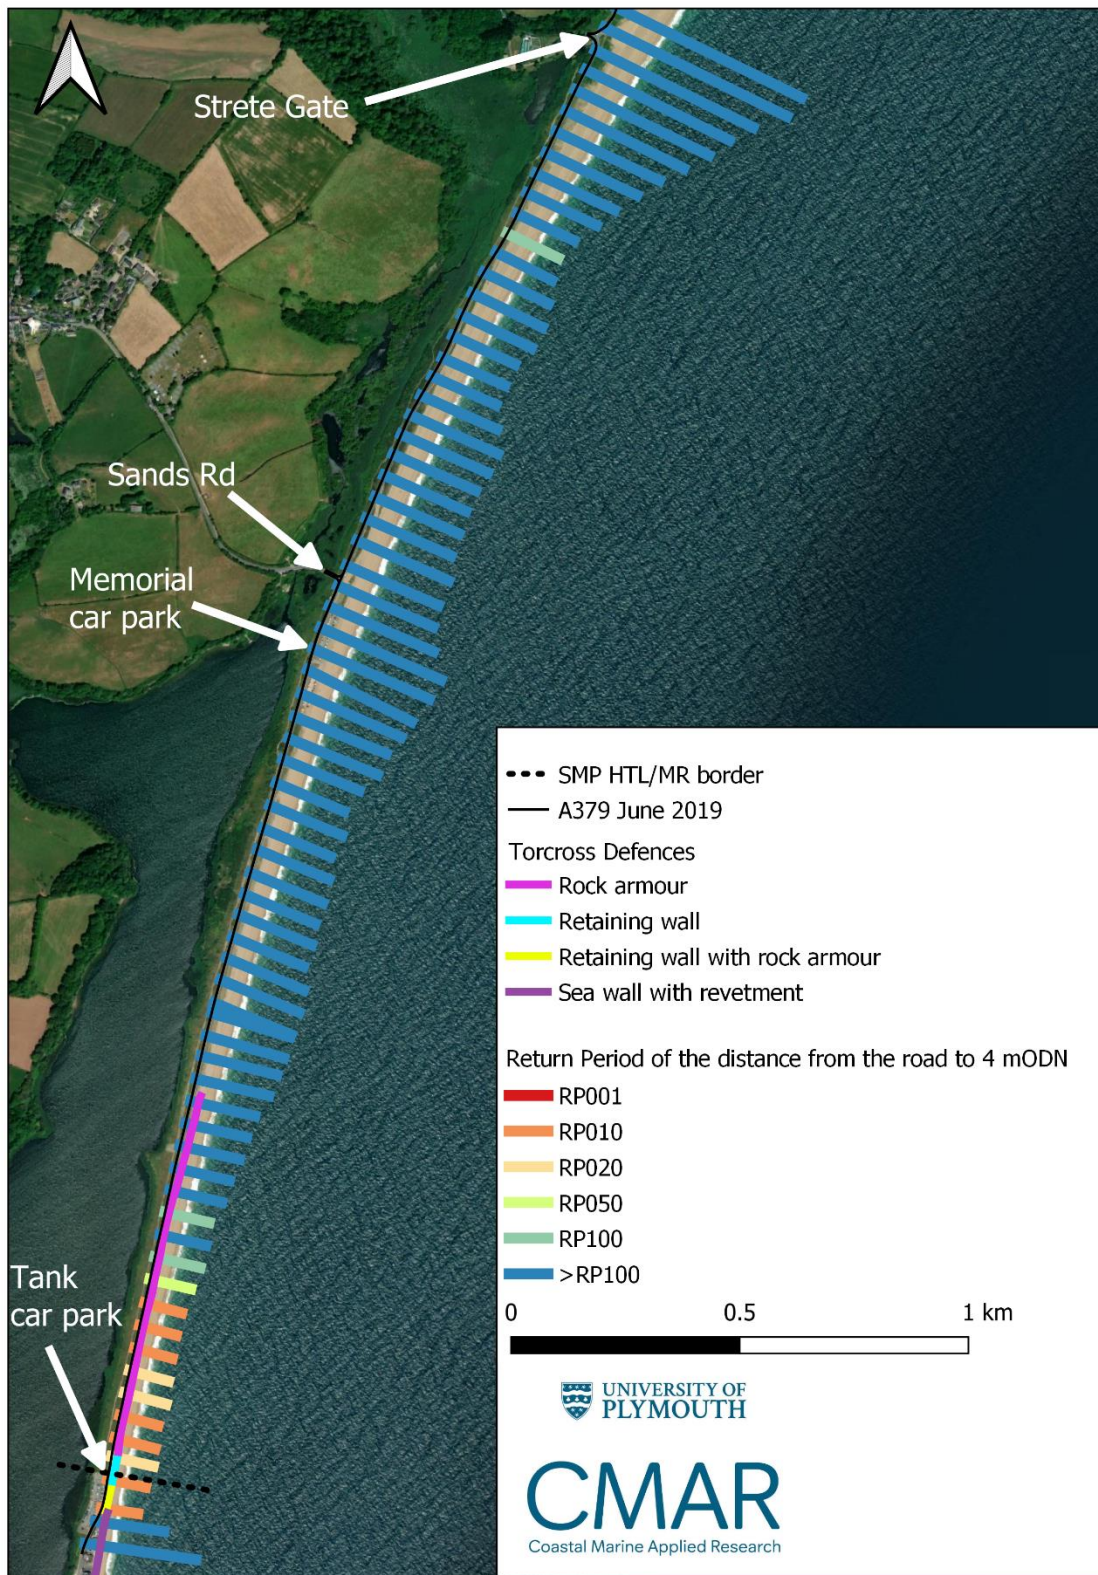 Strete Gate
Sands Rd
Memorial
car park
Tank
car park
SMP HTL/MR border
A379 June 2019
Torcross Defences
Rock armour
Retaining wall
Retaining wall with rock armour
Sea wall with revetment
Return Period of the distance from the road to 4 mODN
RP001
RP010
RP020
RP050
RP100
>RP100
0 0.5 1 km
UNIVERSITY OF
PLYMOUTH
CMAR
Coastal Marine Applied Research